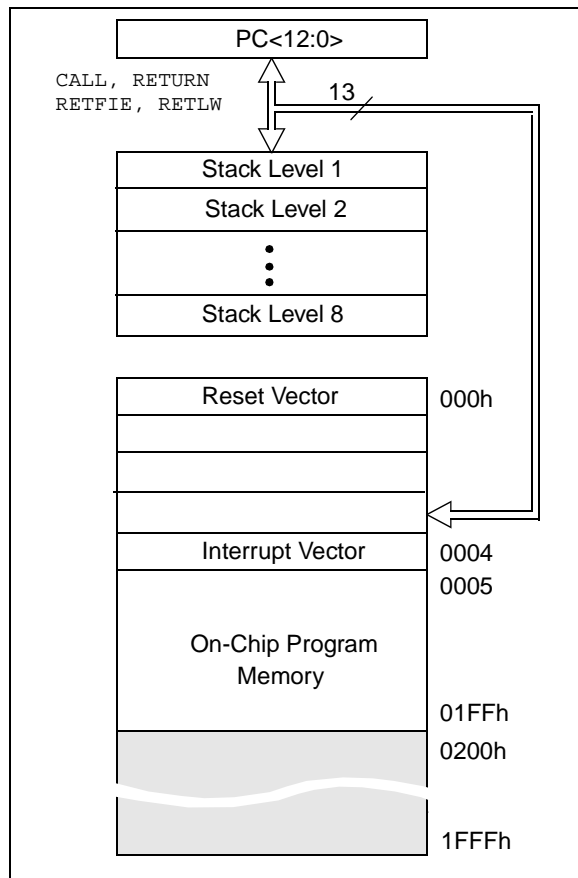 PC<12:0>
CALL, RETURN
RETFIE, RETLW
13
Stack Level 1
Stack Level 2
Stack Level 8
Reset Vector
000h
Interrupt Vector
0004
0005
On-Chip Program
Memory
01FFh
0200h
1FFFh